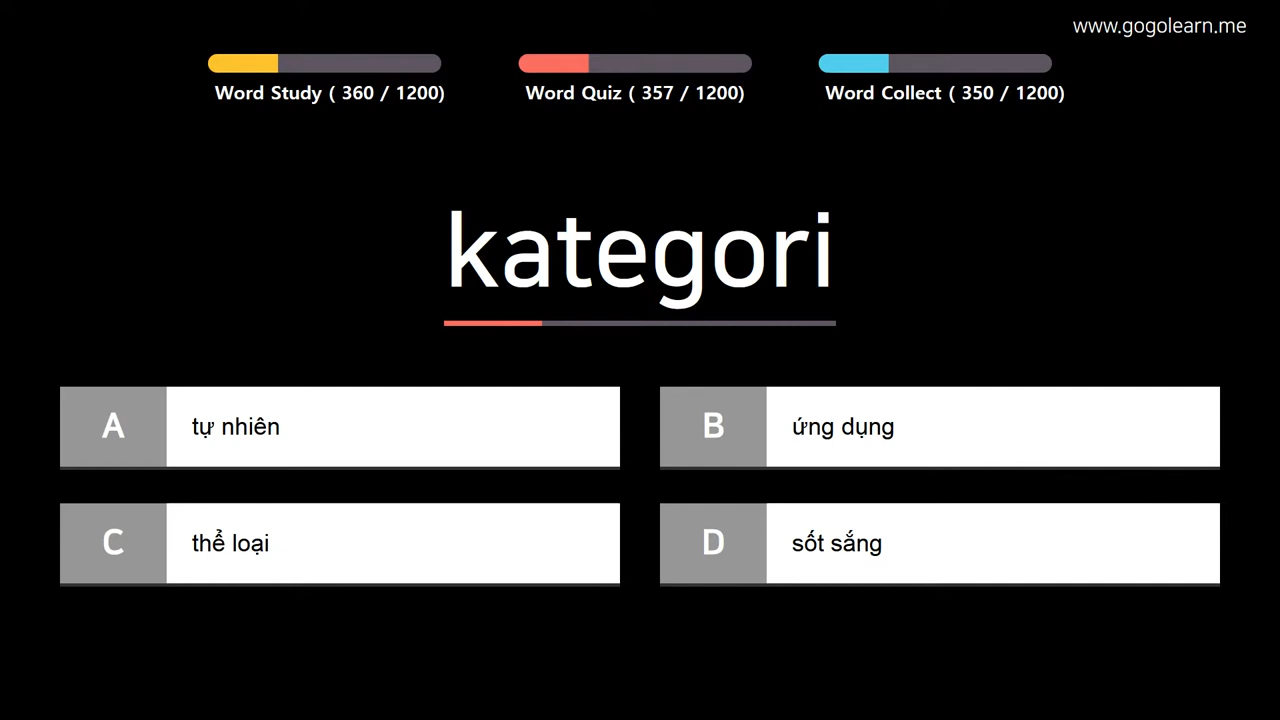 www.gogolearn.me
Word Study ( 360 / 1200)
Word Quiz ( 357 / 1200)
Word Collect ( 350 / 1200)
kategori
A
tự nhiên
B
ứng dụng
C
thể loại
D
sốt sắng